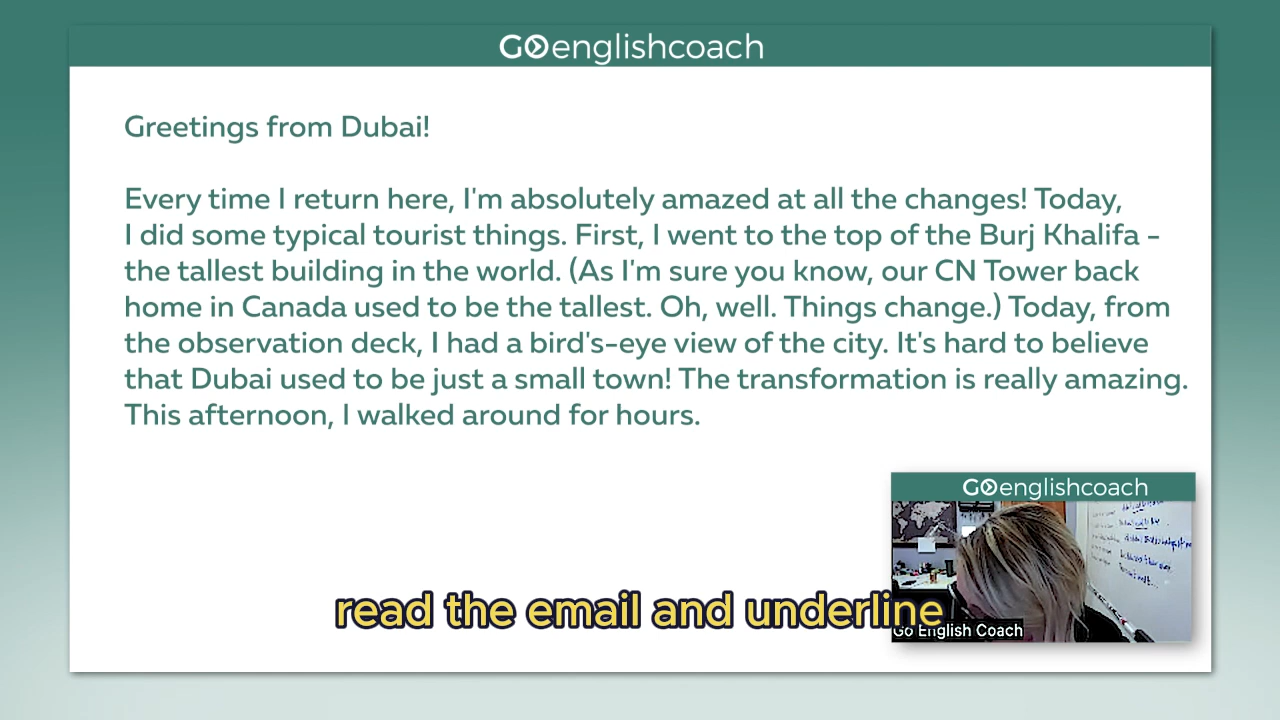 GOenglishcoach
Greetings from Dubai!
Every time I return here, I'm absolutely amazed at all the changes! Today,
I did some typical tourist things. First, I went to the top of the Burj Khalifa -
the tallest building in the world. (As I'm sure you know, our CN Tower back
home in Canada used to be the tallest. Oh, well. Things change.) Today, from
the observation deck, I had a bird's-eye view of the city. It's hard to believe
that Dubai used to be just a small town! The transformation is really amazing.
This afternoon, I walked around for hours.
GOenglishcoach
read the email and underline
Go English Coach